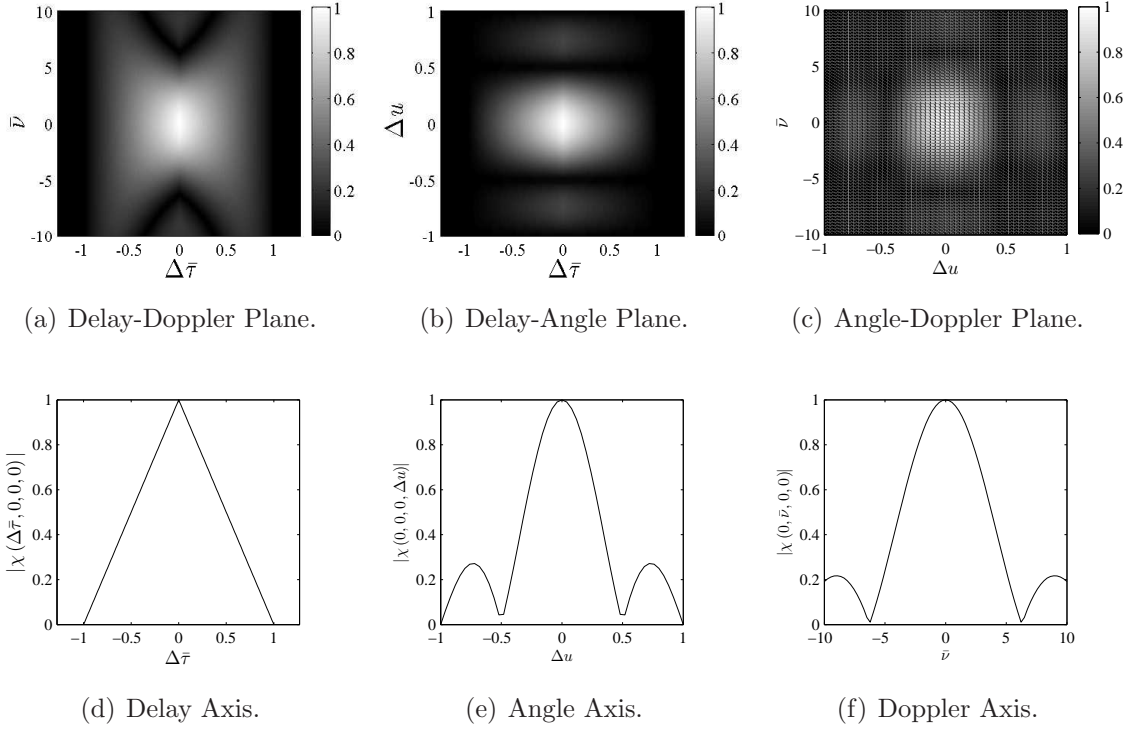 10
5
0
-5
-10
ν̄
-1 -0.5 0 0.5 1
Δτ̄
1
0.8
0.6
0.4
0.2
0
(a) Delay-Doppler Plane.
1
0.5
0
-0.5
-1
Δu
-1 -0.5 0 0.5 1
Δτ̄
1
0.8
0.6
0.4
0.2
0
(b) Delay-Angle Plane.
10
5
0
−5
−10
ν̄
−1 −0.5 0 0.5 1
Δu
1
0.8
0.6
0.4
0.2
0
(c) Angle-Doppler Plane.
1
0.8
0.6
0.4
0.2
0
|χ(Δτ̄, 0, 0, 0)|
−1 −0.5 0 0.5 1
Δτ̄
(d) Delay Axis.
1
0.8
0.6
0.4
0.2
0
|χ(0, 0, 0, Δu)|
−1 −0.5 0 0.5 1
Δu
(e) Angle Axis.
1
0.8
0.6
0.4
0.2
0
|χ(0, ν̄, 0, 0)|
−10 −5 0 5 10
ν̄
(f) Doppler Axis.